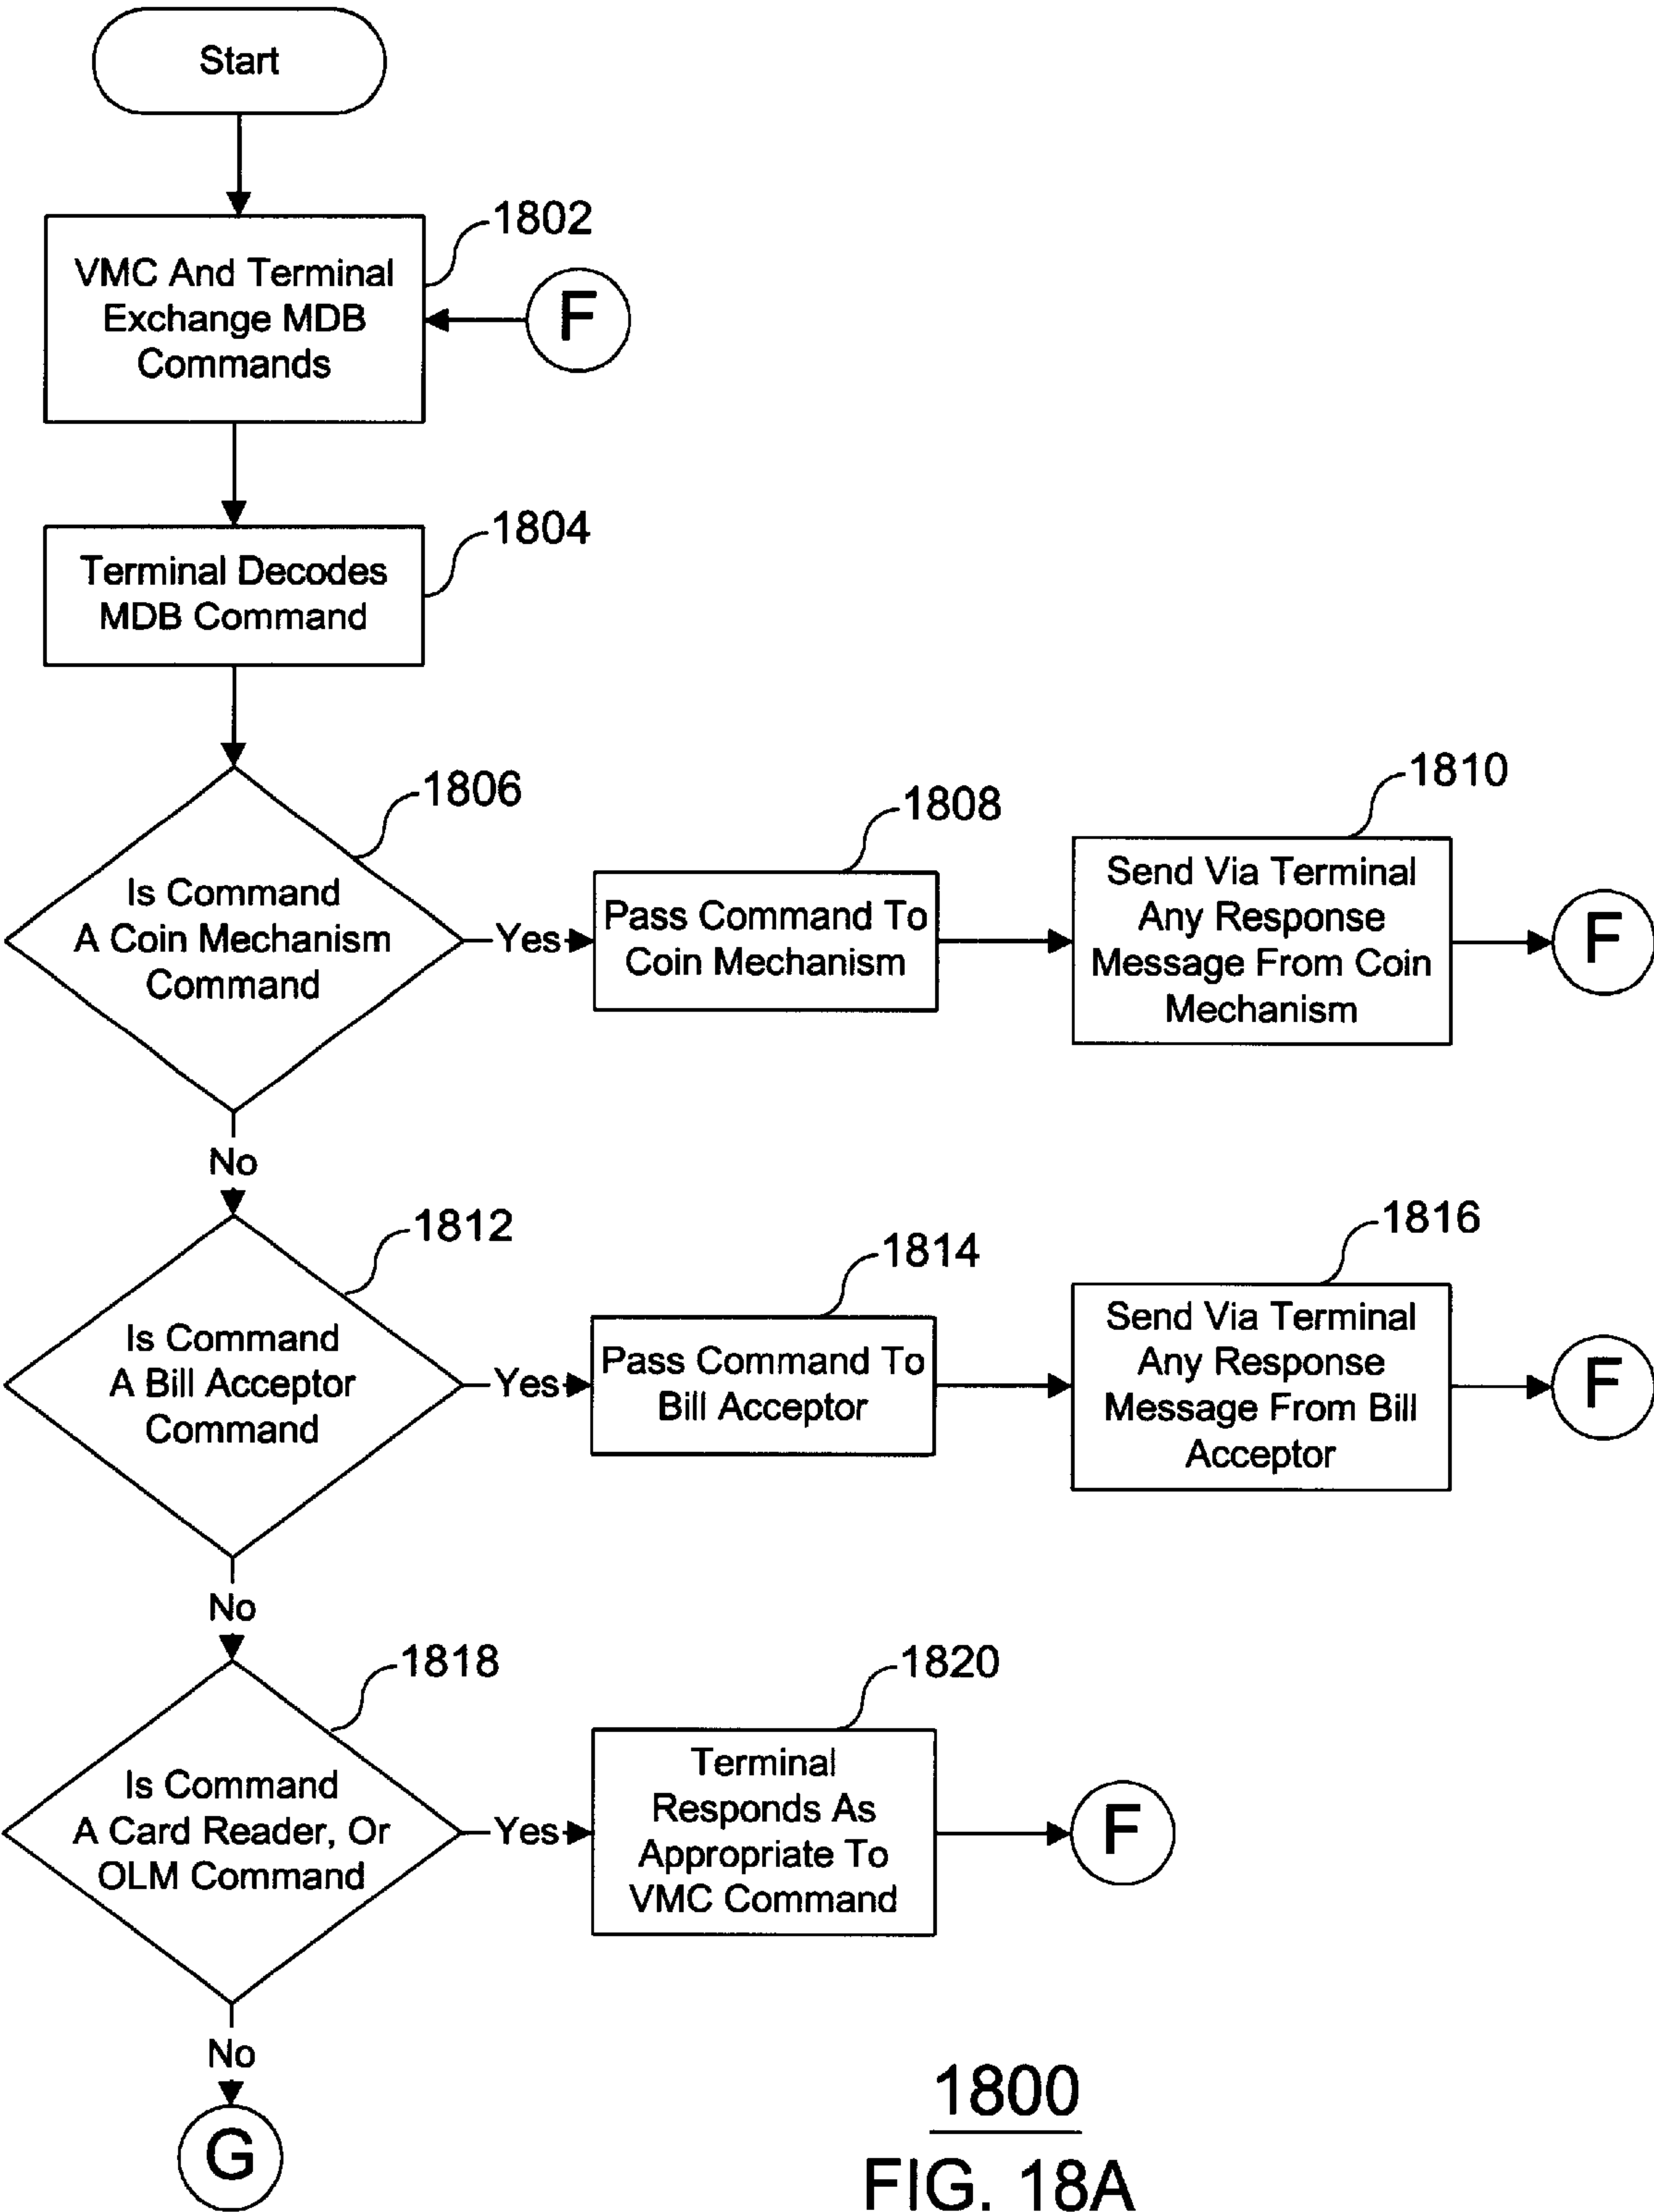 Start
1802
VMC And Terminal
Exchange MDB
Commands
F
1804
Terminal Decodes
MDB Command
1806
Is Command
A Coin Mechanism
Command
Yes
1808
Pass Command To
Coin Mechanism
1810
Send Via Terminal
Any Response
Message From Coin
Mechanism
F
No
1812
Is Command
A Bill Acceptor
Command
Yes
1814
Pass Command To
Bill Acceptor
1816
Send Via Terminal
Any Response
Message From Bill
Acceptor
F
No
1818
Is Command
A Card Reader, Or
OLM Command
Yes
1820
Terminal
Responds As
Appropriate To
VMC Command
F
No
G
1800
FIG. 18A